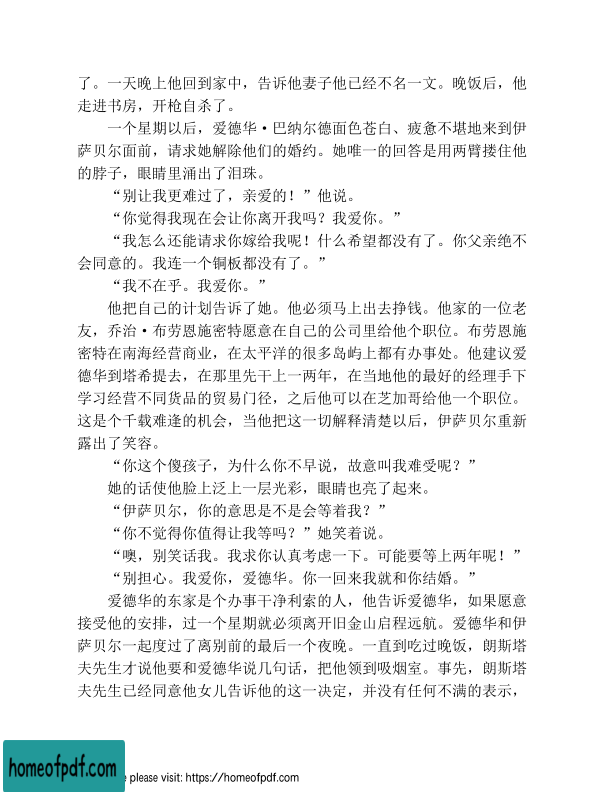 了。一天晚上他回到家中，告诉他妻子他已经不名一文。晚饭后，他
走进书房，开枪自杀了。
一个星期以后，爱德华·巴纳尔德面色苍白、疲惫不堪地来到伊
萨贝尔面前，请求她解除他们的婚约。她唯一的回答是用两臂搂住他
的脖子，眼睛里涌出了泪珠。
“别让我更难过了，亲爱的！”他说。
“你觉得我现在会让你离开我吗？我爱你。”
“我怎么还能请求你嫁给我呢！什么希望都没有了。你父亲绝不
会同意的。我连一个铜板都没有了。”
“我不在乎。我爱你。”
他把自己的计划告诉了她。他必须马上出去挣钱。他家的一位老
友，乔治·布劳恩施密特愿意在自己的公司里给他个职位。布劳恩施
密特在南海经营商业，在太平洋的很多岛屿上都有办事处。他建议爱
德华到塔希提去，在那里先干上一两年，在当地他的最好的经理手下
学习经营不同货品的贸易门径，之后他可以在芝加哥给他一个职位。
这是个千载难逢的机会，当他把这一切解释清楚以后，伊萨贝尔重新
露出了笑容。
“你这个傻孩子，为什么你不早说，故意叫我难受呢？”
她的话使他脸上泛上一层光彩，眼睛也亮了起来。
“伊萨贝尔，你的意思是不是会等着我？”
“你不觉得你值得让我等吗？”她笑着说。
“噢，别笑话我。我求你认真考虑一下。可能要等上两年呢！”
“别担心。我爱你，爱德华。你一回来我就和你结婚。”
爱德华的东家是个办事干净利索的人，他告诉爱德华，如果愿意
接受他的安排，过一个星期就必须离开旧金山启程远航。爱德华和伊
萨贝尔一起度过了离别前的最后一个夜晚。一直到吃过晚饭，朗斯塔
夫先生才说他要和爱德华说几句话，把他领到吸烟室。事先，朗斯塔
夫先生已经同意他女儿告诉他的这一决定，并没有任何不满的表示，
homeofpdf.com
e please visit: https://homeofpdf.com